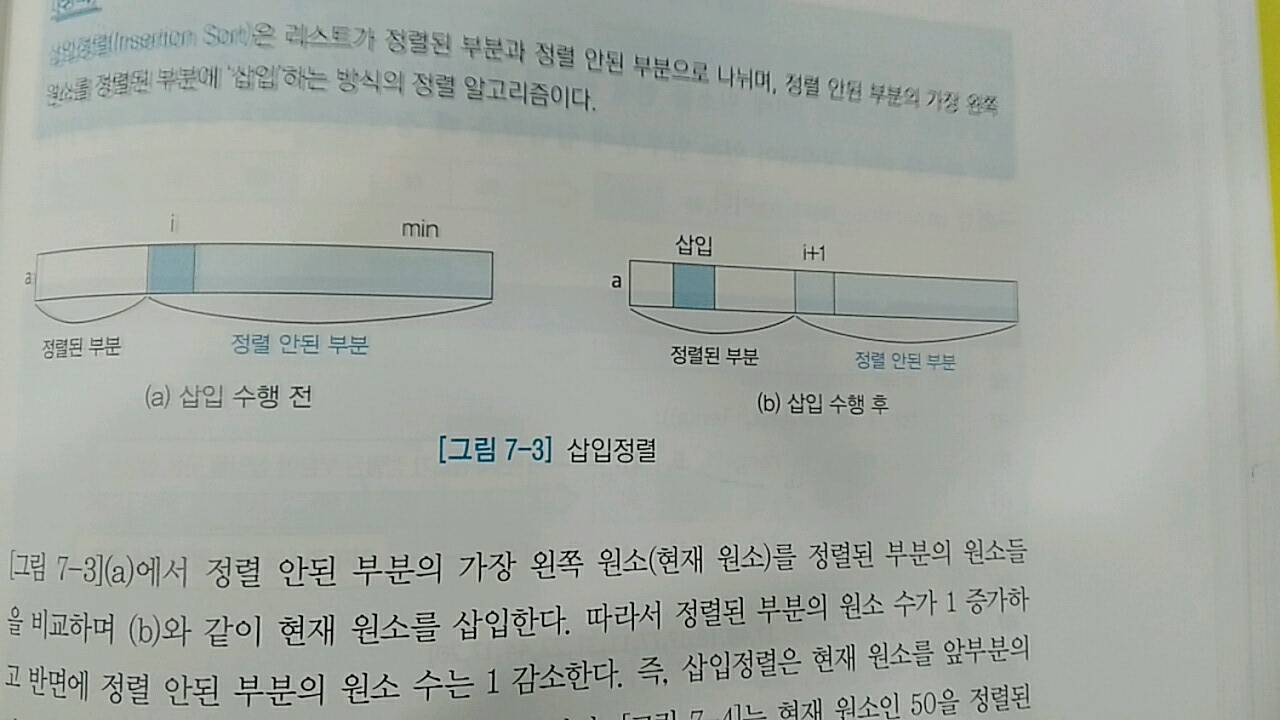 삽입정렬(Insertion Sort)은 리스트가 정렬된 부분과 정렬 안된 부분으로 나뉘며, 정렬 안된 부분의 가장 왼쪽
원소를 정렬된 부분에 '삽입'하는 방식의 정렬 알고리즘이다.
i min
a
정렬된 부분 정렬 안된 부분
(a) 삽입 수행 전
삽입 i+1
a
정렬된 부분 정렬 안된 부분
(b) 삽입 수행 후
[그림 7-3] 삽입정렬
[그림 7-3](a)에서 정렬 안된 부분의 가장 왼쪽 원소(현재 원소)를 정렬된 부분의 원소들
을 비교하며 (b)와 같이 현재 원소를 삽입한다. 따라서 정렬된 부분의 원소 수가 1 증가하
고 반면에 정렬 안된 부분의 원소 수는 1 감소한다. 즉, 삽입정렬은 현재 원소를 앞부분의
[그림 7-4]는 현재 원소인 50을 정렬된